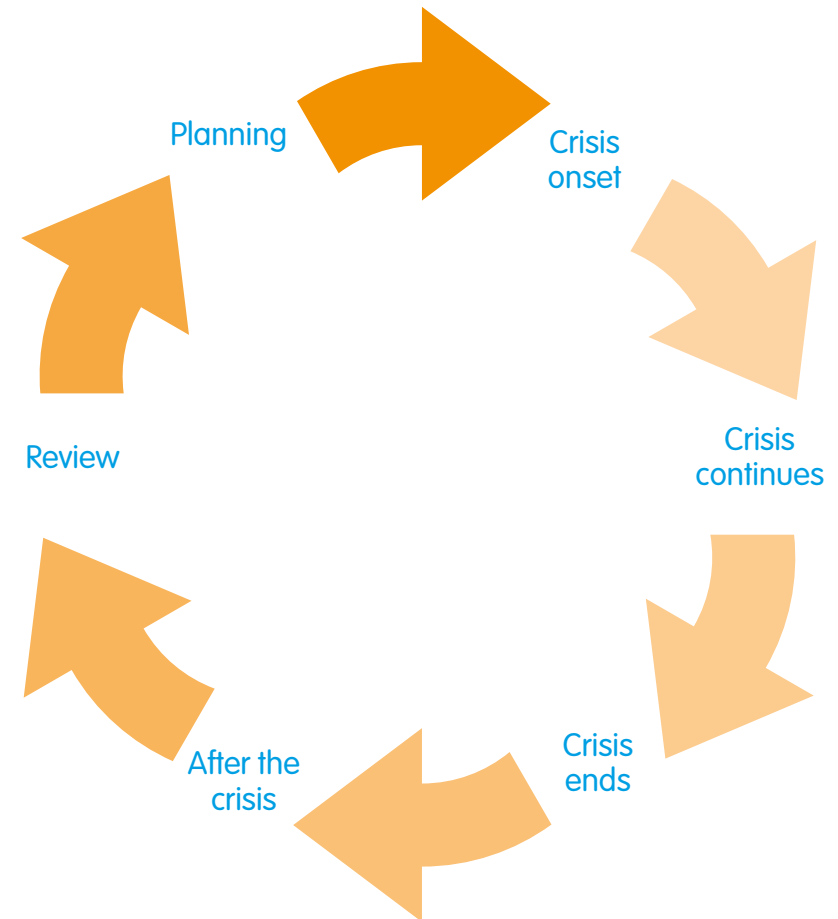 Planning
Crisis
onset
Crisis
continues
Crisis
ends
After the
crisis
Review